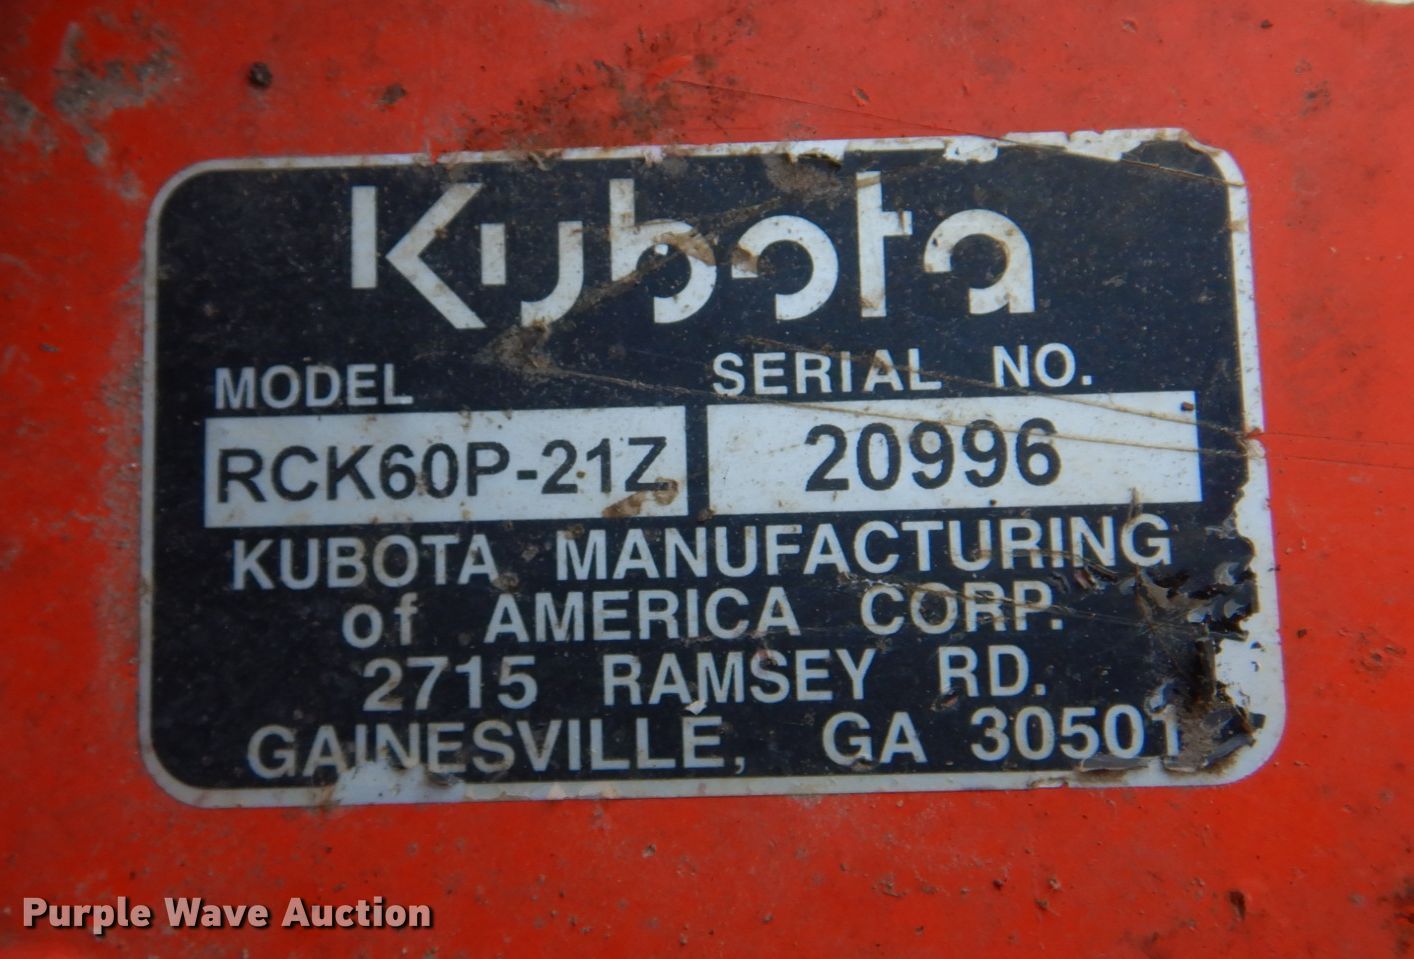 Kubota
MODEL SERIAL NO.
RCK60P-21Z 20996
KUBOTA MANUFACTURING
of AMERICA CORP.
2715 RAMSEY RD.
GAINESVILLE, GA 30501
Purple Wave Auction